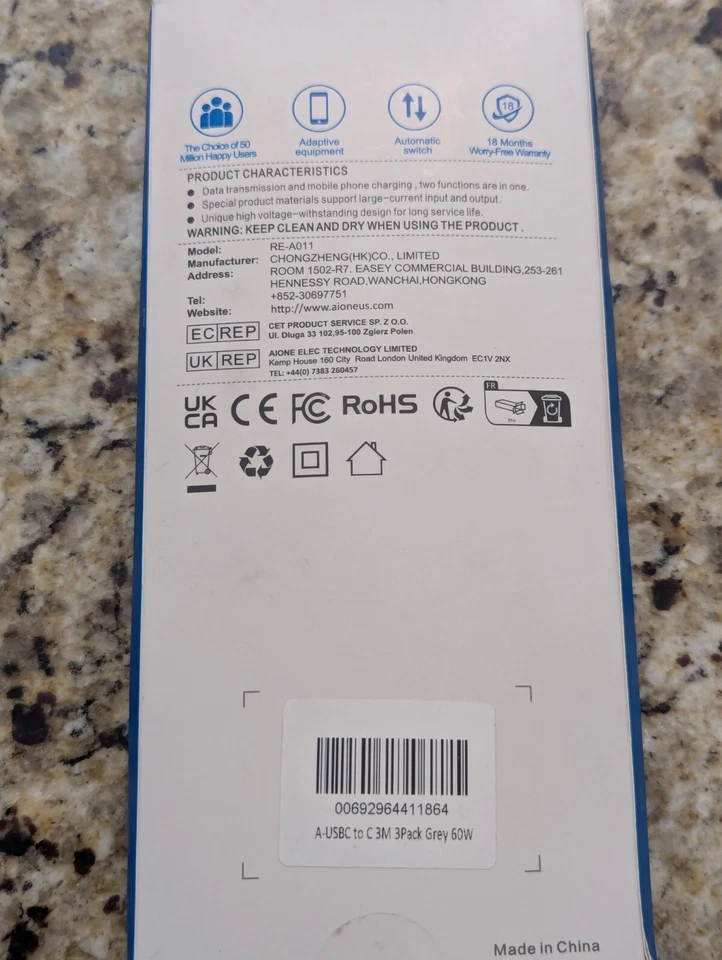 18
The Choice of 50
Million Happy Users
Adaptive
equipment
Automatic
switch
18 Months
Worry-Free Warranty
PRODUCT CHARACTERISTICS
● Data transmission and mobile phone charging , two functions are in one.
● Special product materials support large-current input and output.
● Unique high voltage-withstanding design for long service life.
WARNING: KEEP CLEAN AND DRY WHEN USING THE PRODUCT .
Model: RE-A011
Manufacturer: CHONGZHENG(HK)CO., LIMITED
Address: ROOM 1502-R7. EASEY COMMERCIAL BUILDING,253-261
HENNESSY ROAD,WANCHAI,HONGKONG
Tel: +852-30697751
Website: http://www.aioneus.com
EC REP CET PRODUCT SERVICE SP. Z O.O.
Ul. Dluga 33 102,95-100 Zgierz Polen
UK REP AIONE ELEC TECHNOLOGY LIMITED
Kemp House 160 City Road London United Kingdom EC1V 2NX
TEL: +44(0) 7383 260457
UK
CA CE FC RoHS FR
00692964411864
A-USBC to C 3M 3Pack Grey 60W
Made in China